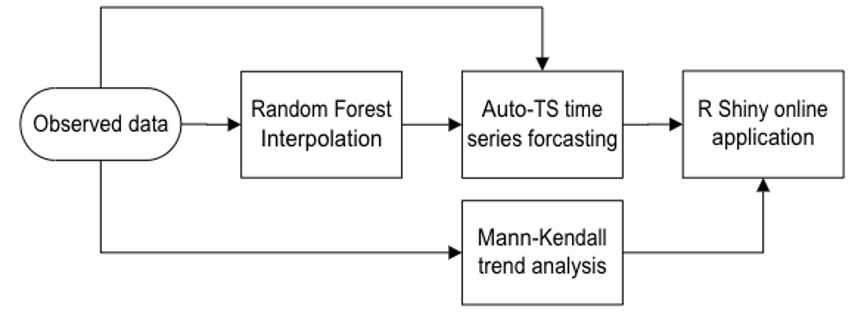 Observed data
Random Forest
Interpolation
Auto-TS time
series forcasting
R Shiny online
application
Mann-Kendall
trend analysis